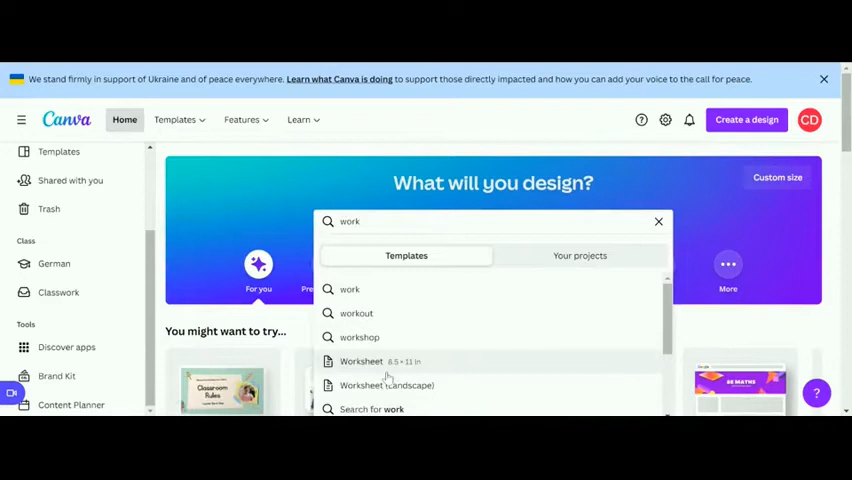 We stand firmly in support of Ukraine and of peace everywhere. Learn what Canva is doing to support those directly impacted and how you can add your voice to the call for peace.
Canva
Home
Templates
Features
Learn
Create a design
CD
Templates
Shared with you
Trash
Class
German
Classwork
Tools
Discover apps
Brand Kit
Content Planner
What will you design?
Custom size
work
Templates
Your projects
For you
Pre
More
work
workout
workshop
Worksheet 8.5 × 11 in
Worksheet (Landscape)
Search for work
You might want to try...
Classroom
Rules
BE MATHS
?